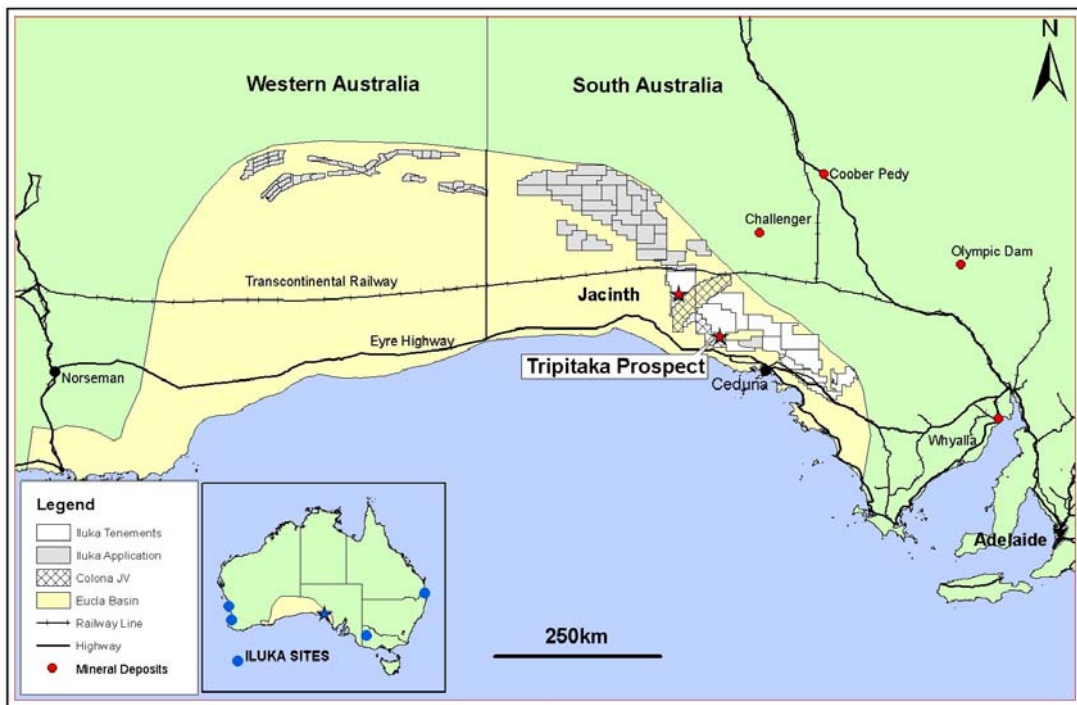 N
Western Australia
South Australia
Coober Pedy
Challenger
Olympic Dam
Transcontinental Railway
Jacinth
Eyre Highway
Tripitaka Prospect
Norseman
Ceduna
Whyalla
Adelaide
Legend
Iluka Tenements
Iluka Application
Colona JV
Eucla Basin
Railway Line
Highway
Mineral Deposits
ILUKA SITES
250km